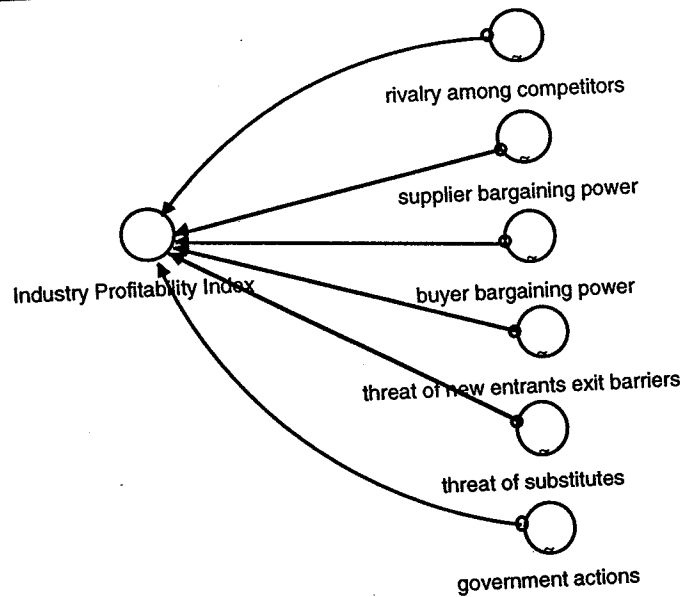 rivalry among competitors
supplier bargaining power
Industry Profitability Index
buyer bargaining power
threat of new entrants exit barriers
threat of substitutes
government actions